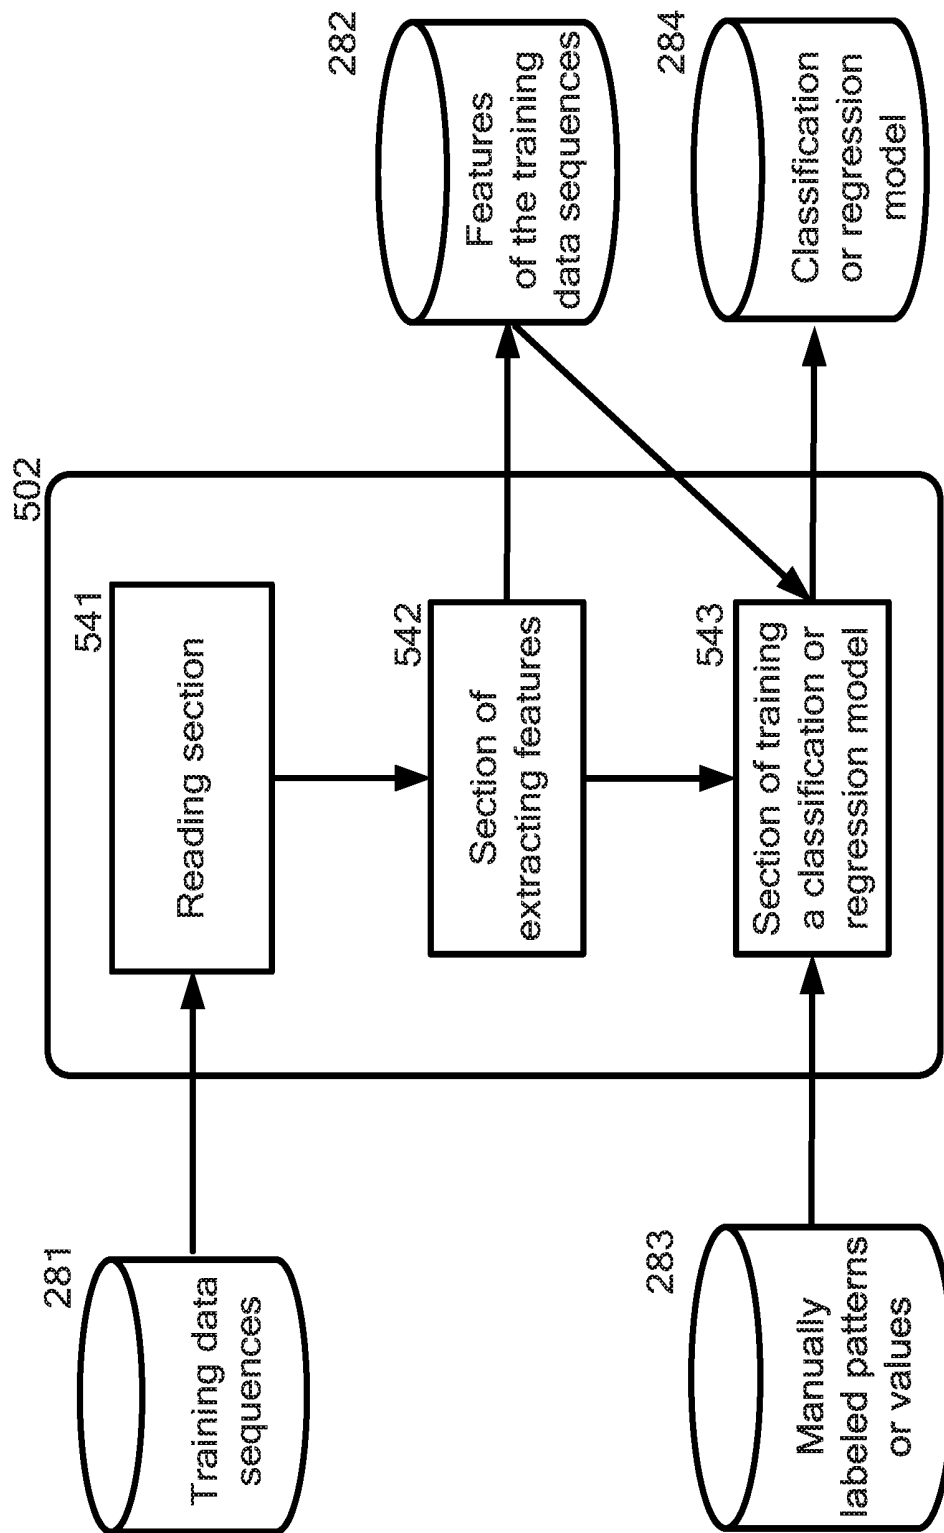 502
281
Training data
sequences
541
Reading section
282
Features
of the training
data sequences
542
Section of
extracting features
283
Manually
labeled patterns
or values
543
Section of training
a classification or
regression model
284
Classification
or regression
model